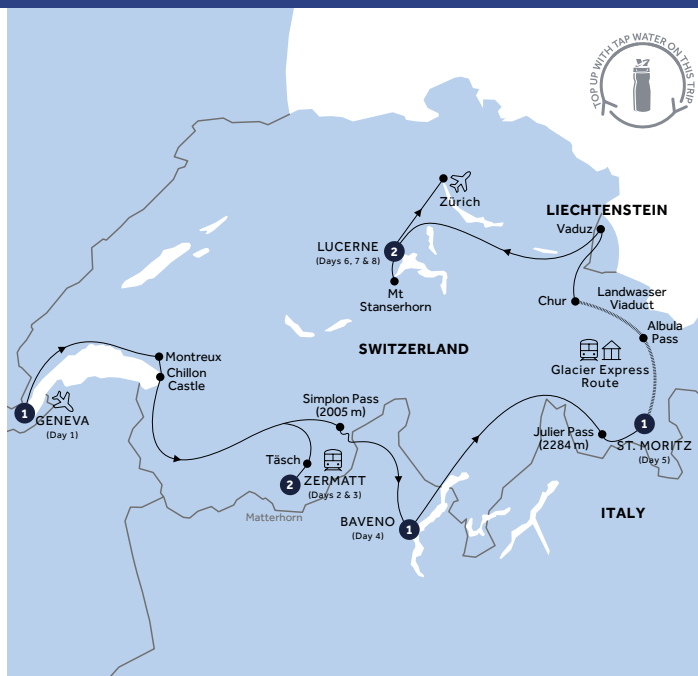 TOP UP WITH TAP WATER ON THIS TRIP
Zürich
LIECHTENSTEIN
Vaduz
LUCERNE
2
(Days 6, 7 & 8)
Mt
Stanserhorn
Landwasser
Viaduct
Chur
Albula
Pass
SWITZERLAND
Glacier Express
Route
Montreux
Chillon
Castle
1
GENEVA
(Day 1)
Simplon Pass
(2005 m)
Julier Pass
(2284 m)
1
ST. MORITZ
(Day 5)
Täsch
2
ZERMATT
(Days 2 & 3)
Matterhorn
BAVENO
(Day 4)
1
ITALY